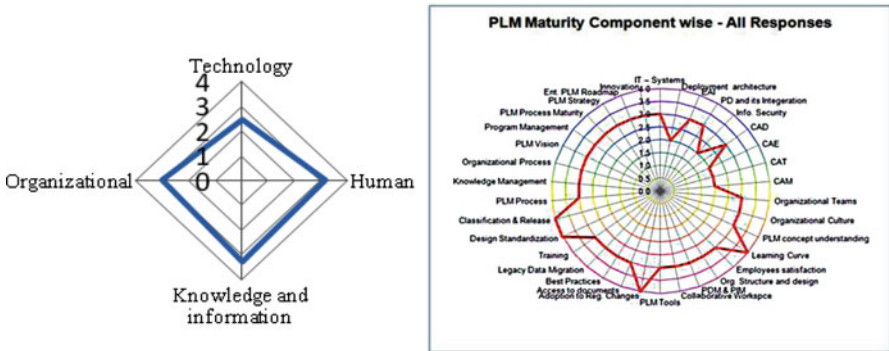 Technology
4
3
2
1
0
Organizational
Human
Knowledge and
information
PLM Maturity Component wise - All Responses
IT – Systems
Deployment architecture
EAI
PD and its Integeration
Info. Security
CAD
CAE
CAT
CAM
Organizational Teams
Organizational Culture
PLM concept understanding
Learning Curve
Employees satisfaction
Org. Structure and design
PDM & PIM
Collaborative Workspce
PLM Tools
Adoption to Reg. Changes
Access to documents
Best Practices
Legacy Data Migration
Training
Design Standardization
Classification & Release
PLM Process
Knowledge Management
Organizational Process
PLM Vision
Program Management
PLM Process Maturity
PLM Strategy
Ent. PLM Roadmap
Innovation
4.0
3.5
3.0
2.5
2.0
1.5
1.0
0.5
0.0